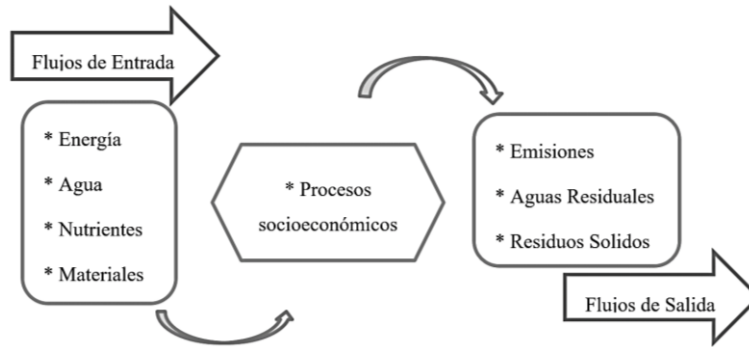 Flujos de Entrada
* Energía
* Agua
* Nutrientes
* Materiales
* Procesos
socioeconómicos
* Emisiones
* Aguas Residuales
* Residuos Solidos
Flujos de Salida